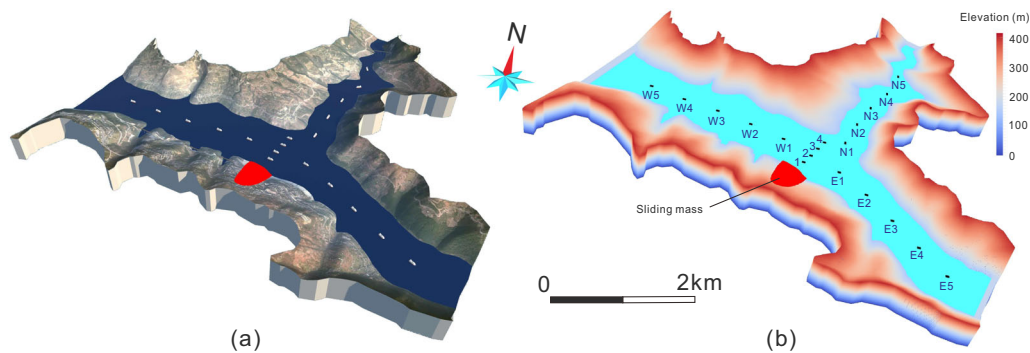 N
Elevation (m)
400
300
200
100
0
W5
W4
W3
W2
W1
1
2
3
4
N5
N4
N3
N2
N1
E1
E2
E3
E4
E5
Sliding mass
0
2km
(a)
(b)